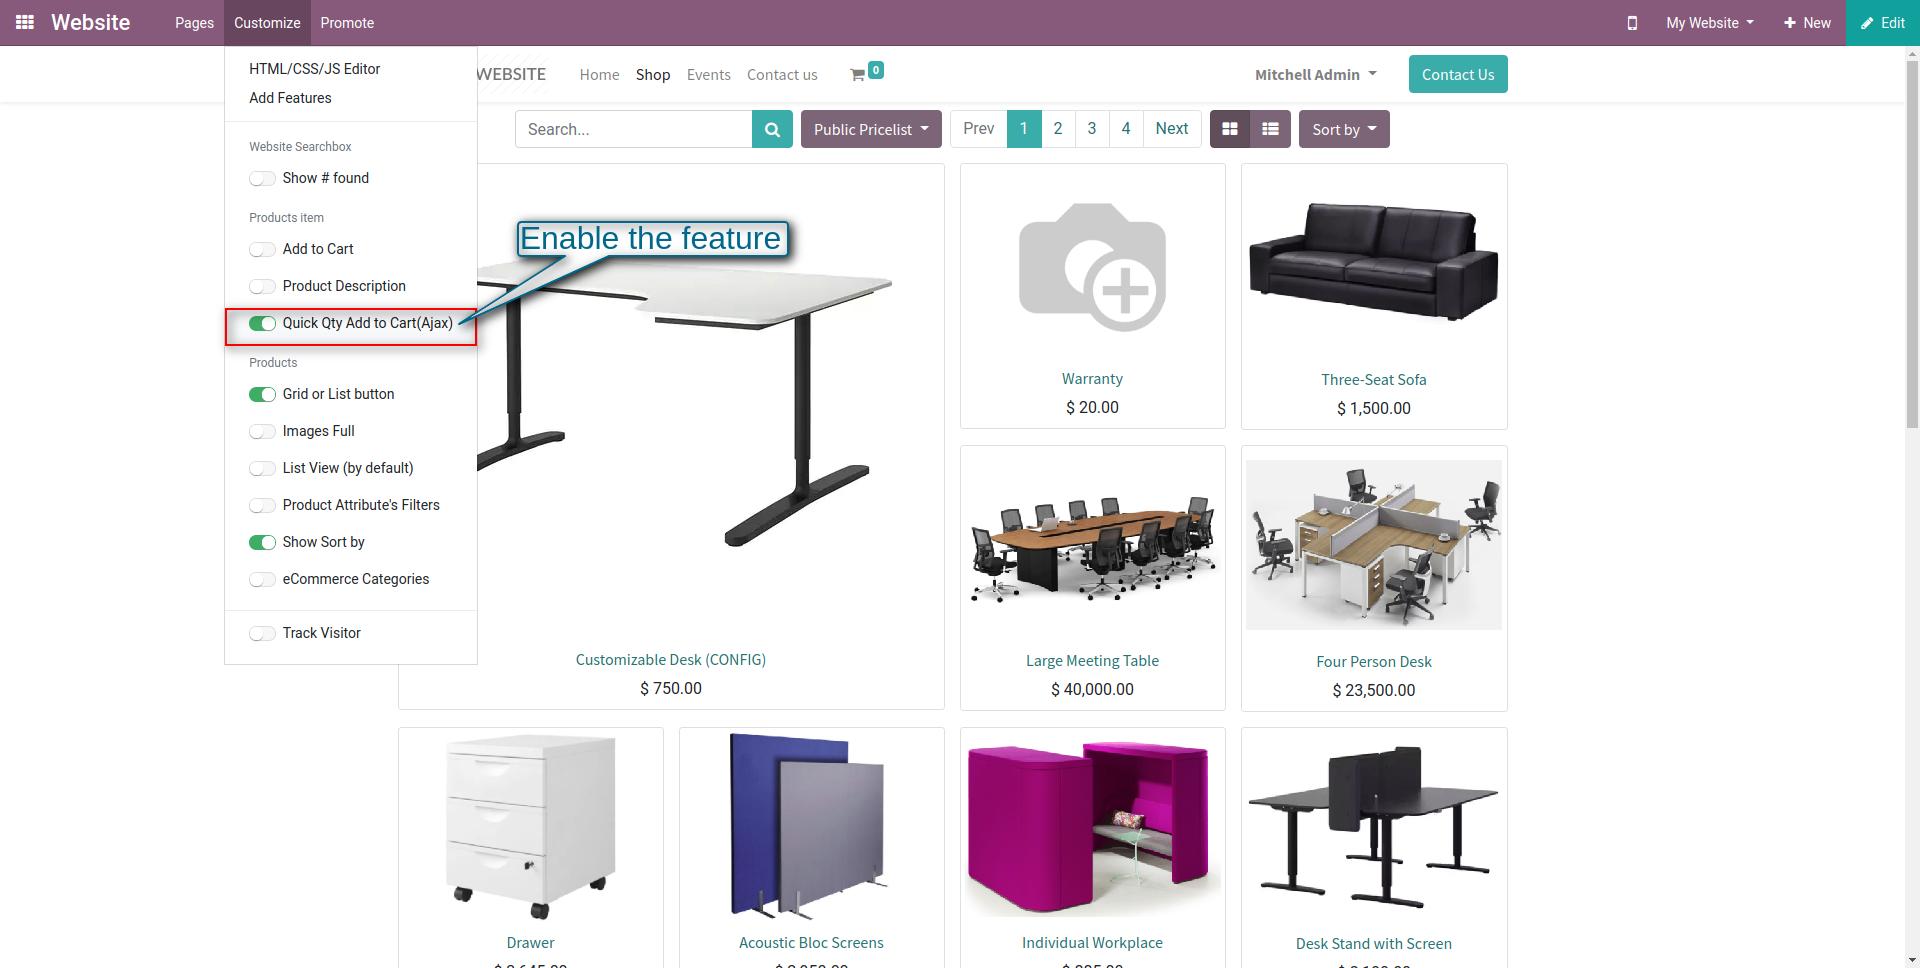 Website Pages Customize Promote My Website New Edit
HTML/CSS/JS Editor
Add Features
Website Searchbox
Show # found
Products item
Add to Cart
Product Description
Quick Qty Add to Cart(Ajax)
Products
Grid or List button
Images Full
List View (by default)
Product Attribute's Filters
Show Sort by
eCommerce Categories
Track Visitor
WEBSITE Home Shop Events Contact us 0 Mitchell Admin Contact Us
Search... Public Pricelist Prev 1 2 3 4 Next Sort by
Enable the feature
Customizable Desk (CONFIG)
$ 750.00
Warranty
$ 20.00
Three-Seat Sofa
$ 1,500.00
Large Meeting Table
$ 40,000.00
Four Person Desk
$ 23,500.00
Drawer
Acoustic Bloc Screens
Individual Workplace
Desk Stand with Screen